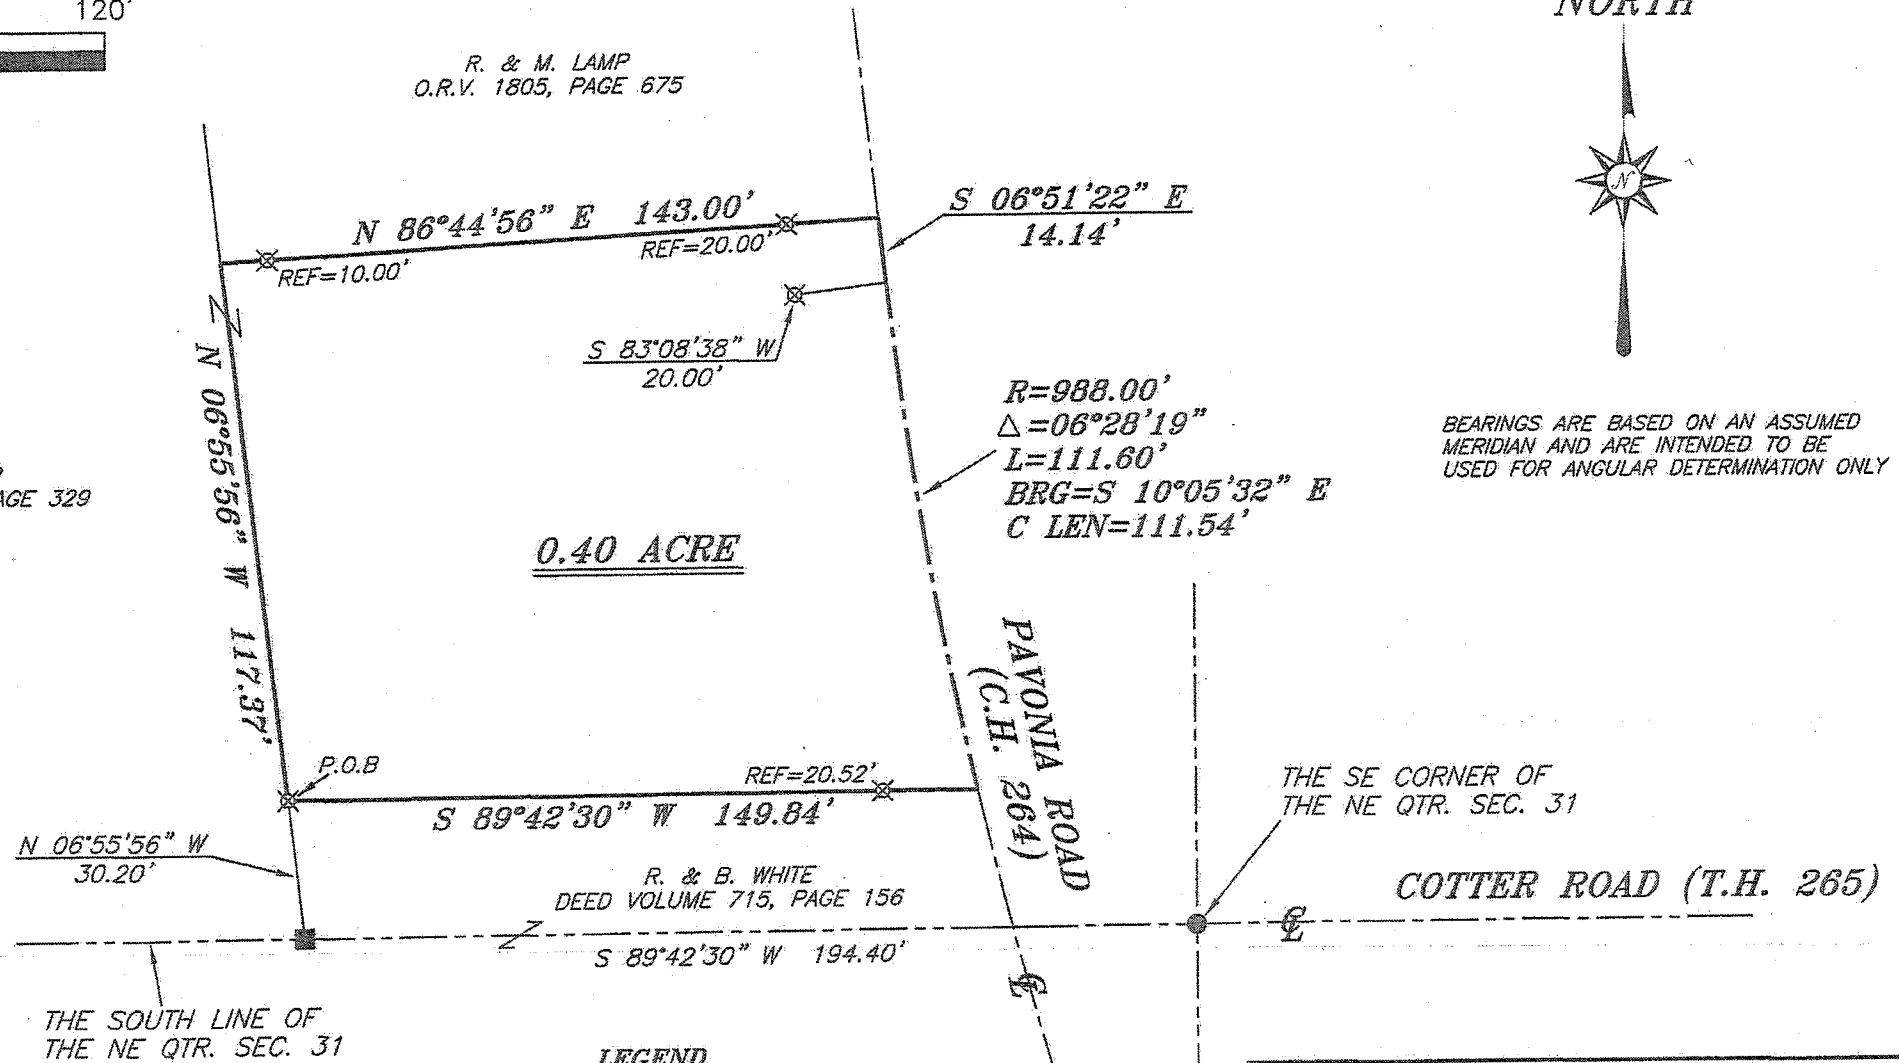 120'
NORTH
R. & M. LAMP
O.R.V. 1805, PAGE 675
N 86°44'56" E 143.00'
REF=10.00'
REF=20.00'
S 06°51'22" E
14.14'
N
S 83°08'38" W
20.00'
R=988.00'
△=06°28'19"
L=111.60'
BRG=S 10°05'32" E
C LEN=111.54'
BEARINGS ARE BASED ON AN ASSUMED
MERIDIAN AND ARE INTENDED TO BE
USED FOR ANGULAR DETERMINATION ONLY
PAGE 329
N 06°55'56" W 117.37'
0.40 ACRE
PAVONIA ROAD
(C.H. 264)
P.O.B
REF=20.52'
S 89°42'30" W 149.84'
THE SE CORNER OF
THE NE QTR. SEC. 31
N 06°55'56" W
30.20'
R. & B. WHITE
DEED VOLUME 715, PAGE 156
COTTER ROAD (T.H. 265)
℄
S 89°42'30" W 194.40'
℄
THE SOUTH LINE OF
THE NE QTR. SEC. 31
LEGEND